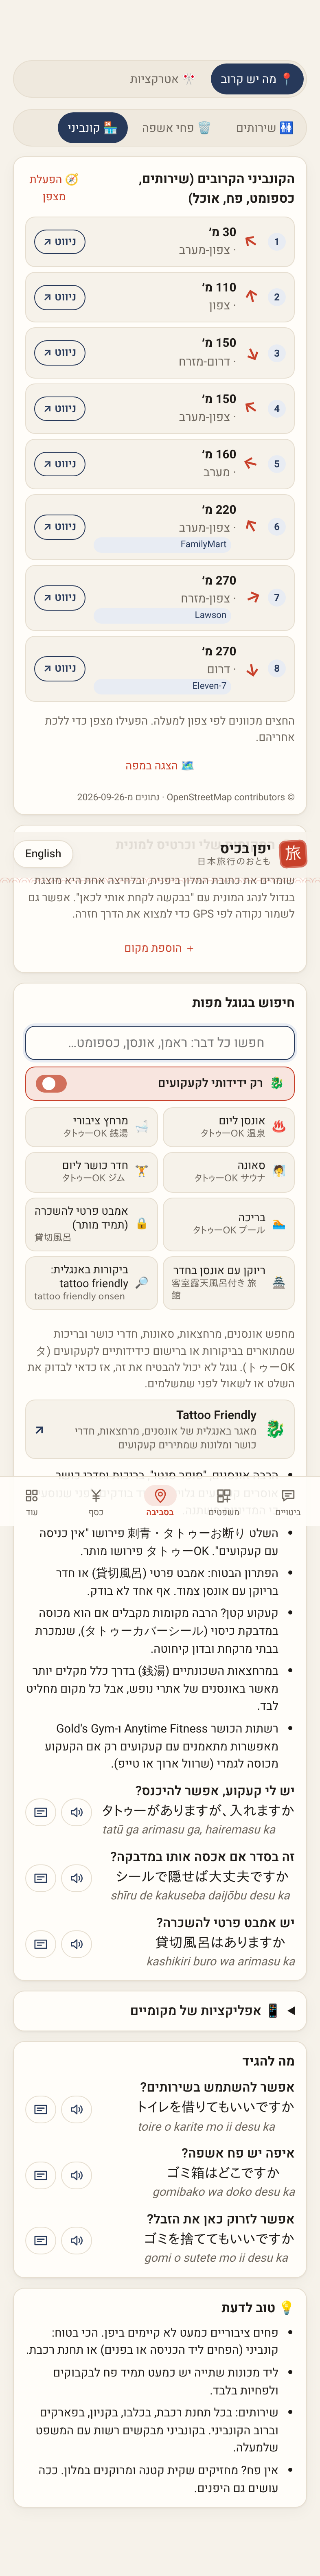 📍 מה יש קרוב
🎌 אטרקציות
🚻 שירותים
🗑️ פחי אשפה
🏪 קונביני
הקונביני הקרובים (שירותים,
כספומט, פח, אוכל)
🧭 הפעלת
מצפן
1
30 מ׳
· צפון-מערב
ניווט ↗
2
110 מ׳
· צפון
ניווט ↗
3
150 מ׳
· דרום-מזרח
ניווט ↗
4
150 מ׳
· צפון-מערב
ניווט ↗
5
160 מ׳
· מערב
ניווט ↗
6
220 מ׳
· צפון-מערב
FamilyMart
ניווט ↗
7
270 מ׳
· צפון-מזרח
Lawson
ניווט ↗
8
270 מ׳
· דרום
7-Eleven
ניווט ↗
החצים מכוונים לפי צפון למעלה. הפעילו מצפן כדי ללכת
אחריהם.
🗺️ הצגה במפה
© OpenStreetMap contributors · נתונים מ-2026-09-26
旅
יפן בכיס
日本旅行のおとも
English
שומרים את כתובת המלון ביפנית, ובלחיצה אחת היא מוצגת
בגדול לנהג המונית עם "בבקשה לקחת אותי לכאן". אפשר גם
לשמור נקודה לפי GPS כדי למצוא את הדרך חזרה.
+ הוספת מקום
חיפוש בגוגל מפות
חפשו כל דבר: ראמן, אונסן, כספומט…
🐉 רק ידידותי לקעקועים
♨️ אונסן ליום
タトゥーOK 温泉
🛁 מרחץ ציבורי
タトゥーOK 銭湯
🧖 סאונה
タトゥーOK サウナ
🏋️ חדר כושר ליום
タトゥーOK ジム
🏊 בריכה
タトゥーOK プール
🔒 אמבט פרטי להשכרה
(תמיד מותר)
貸切風呂
🏯 ריוקן עם אונסן בחדר
客室露天風呂付き 旅
館
🔎 ביקורות באנגלית:
tattoo friendly
tattoo friendly onsen
מחפש אונסנים, מרחצאות, סאונות, חדרי כושר ובריכות
שמתוארים בביקורות או ברישום כידידותיים לקעקועים (タ
トゥーOK). גוגל לא יכול להבטיח את זה, אז כדאי לבדוק את
השלט או לשאול לפני שמשלמים.
🐉 Tattoo Friendly
מאגר באנגלית של אונסנים, מרחצאות, חדרי
כושר ומלונות שמתירים קעקועים
↗
ביטויים
משפטים
בסביבה
כסף
עוד
השלט 刺青・タトゥーお断り פירושו "אין כניסה
עם קעקועים". タトゥーOK פירושו מותר.
הפתרון הבטוח: אמבט פרטי (貸切風呂) או חדר
בריוקן עם אונסן צמוד. אף אחד לא בודק.
קעקוע קטן? הרבה מקומות מקבלים אם הוא מכוסה
במדבקת כיסוי (タトゥーカバーシール), שנמכרת
בבתי מרקחת ובדון קיחוטה.
במרחצאות השכונתיים (銭湯) בדרך כלל מקלים יותר
מאשר באונסנים של אתרי נופש, אבל כל מקום מחליט
לבד.
רשתות הכושר Anytime Fitness ו-Gold's Gym
מאפשרות מתאמנים עם קעקועים רק אם הקעקוע
מכוסה לגמרי (שרוול ארוך או טייפ).
יש לי קעקוע, אפשר להיכנס?
タトゥーがありますが、入れますか
tatū ga arimasu ga, hairemasu ka
זה בסדר אם אכסה אותו במדבקה?
シールで隠せば大丈夫ですか
shīru de kakuseba daijōbu desu ka
יש אמבט פרטי להשכרה?
貸切風呂はありますか
kashikiri buro wa arimasu ka
◀ 📱 אפליקציות של מקומיים
מה להגיד
אפשר להשתמש בשירותים?
トイレを借りてもいいですか
toire o karite mo ii desu ka
איפה יש פח אשפה?
ゴミ箱はどこですか
gomibako wa doko desu ka
אפשר לזרוק כאן את הזבל?
ゴミを捨ててもいいですか
gomi o sutete mo ii desu ka
💡 טוב לדעת
פחים ציבוריים כמעט לא קיימים ביפן. הכי בטוח:
קונביני (הפחים ליד הכניסה או בפנים) או תחנת רכבת.
ליד מכונות שתייה יש כמעט תמיד פח לבקבוקים
ולפחיות בלבד.
שירותים: בכל תחנת רכבת, בכלבו, בקניון, בפארקים
וברוב הקונביני. בקונביני מבקשים רשות עם המשפט
שלמעלה.
אין פח? מחזיקים שקית קטנה ומרוקנים במלון. ככה
עושים גם היפנים.